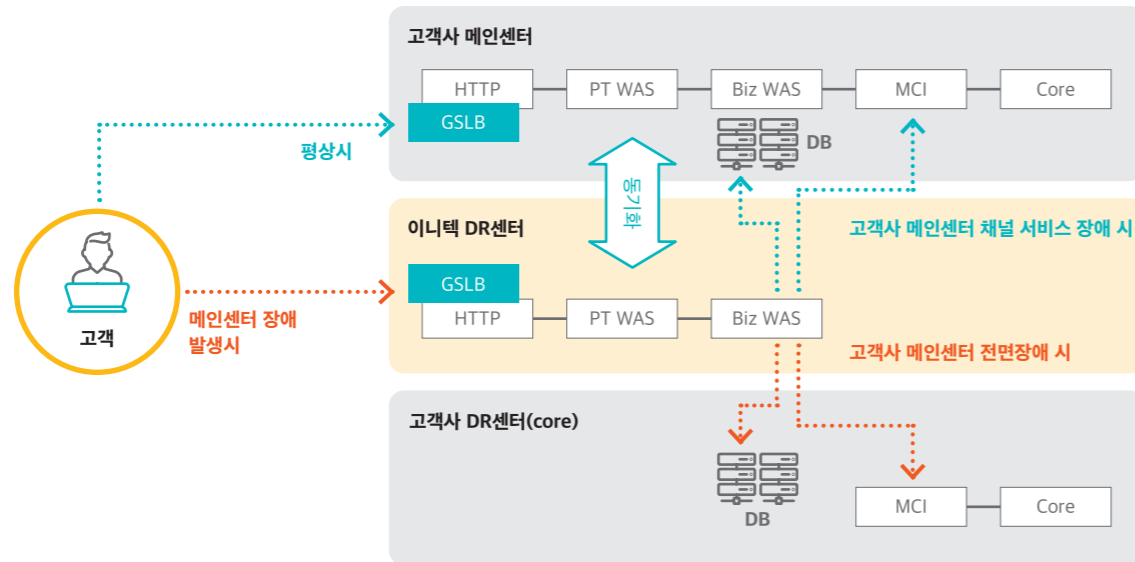 고객사 메인센터
HTTP
PT WAS
Biz WAS
MCI
Core
GSLB
평상시
DB
동기화
이니텍 DR센터
고객사 메인센터 채널 서비스 장애 시
GSLB
HTTP
PT WAS
Biz WAS
고객
메인센터 장애
발생시
고객사 메인센터 전면장애 시
고객사 DR센터(core)
DB
MCI
Core